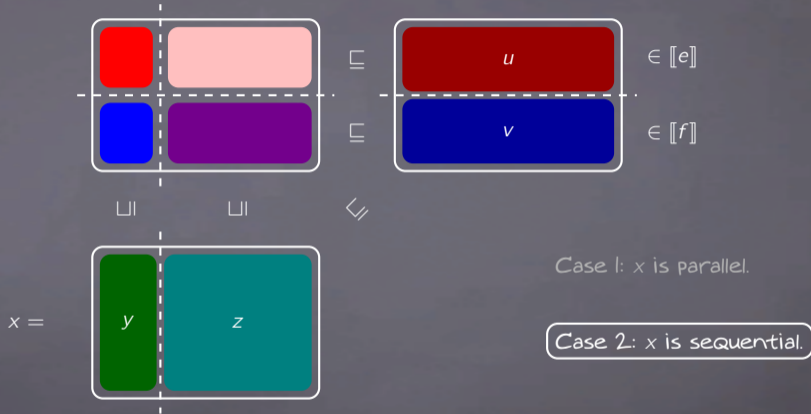 ⊑ u ∈ ⟦e⟧
⊑ v ∈ ⟦f⟧
⊑ ⊑ ⊑
Case 1: x is parallel.
x = y z
Case 2: x is sequential.